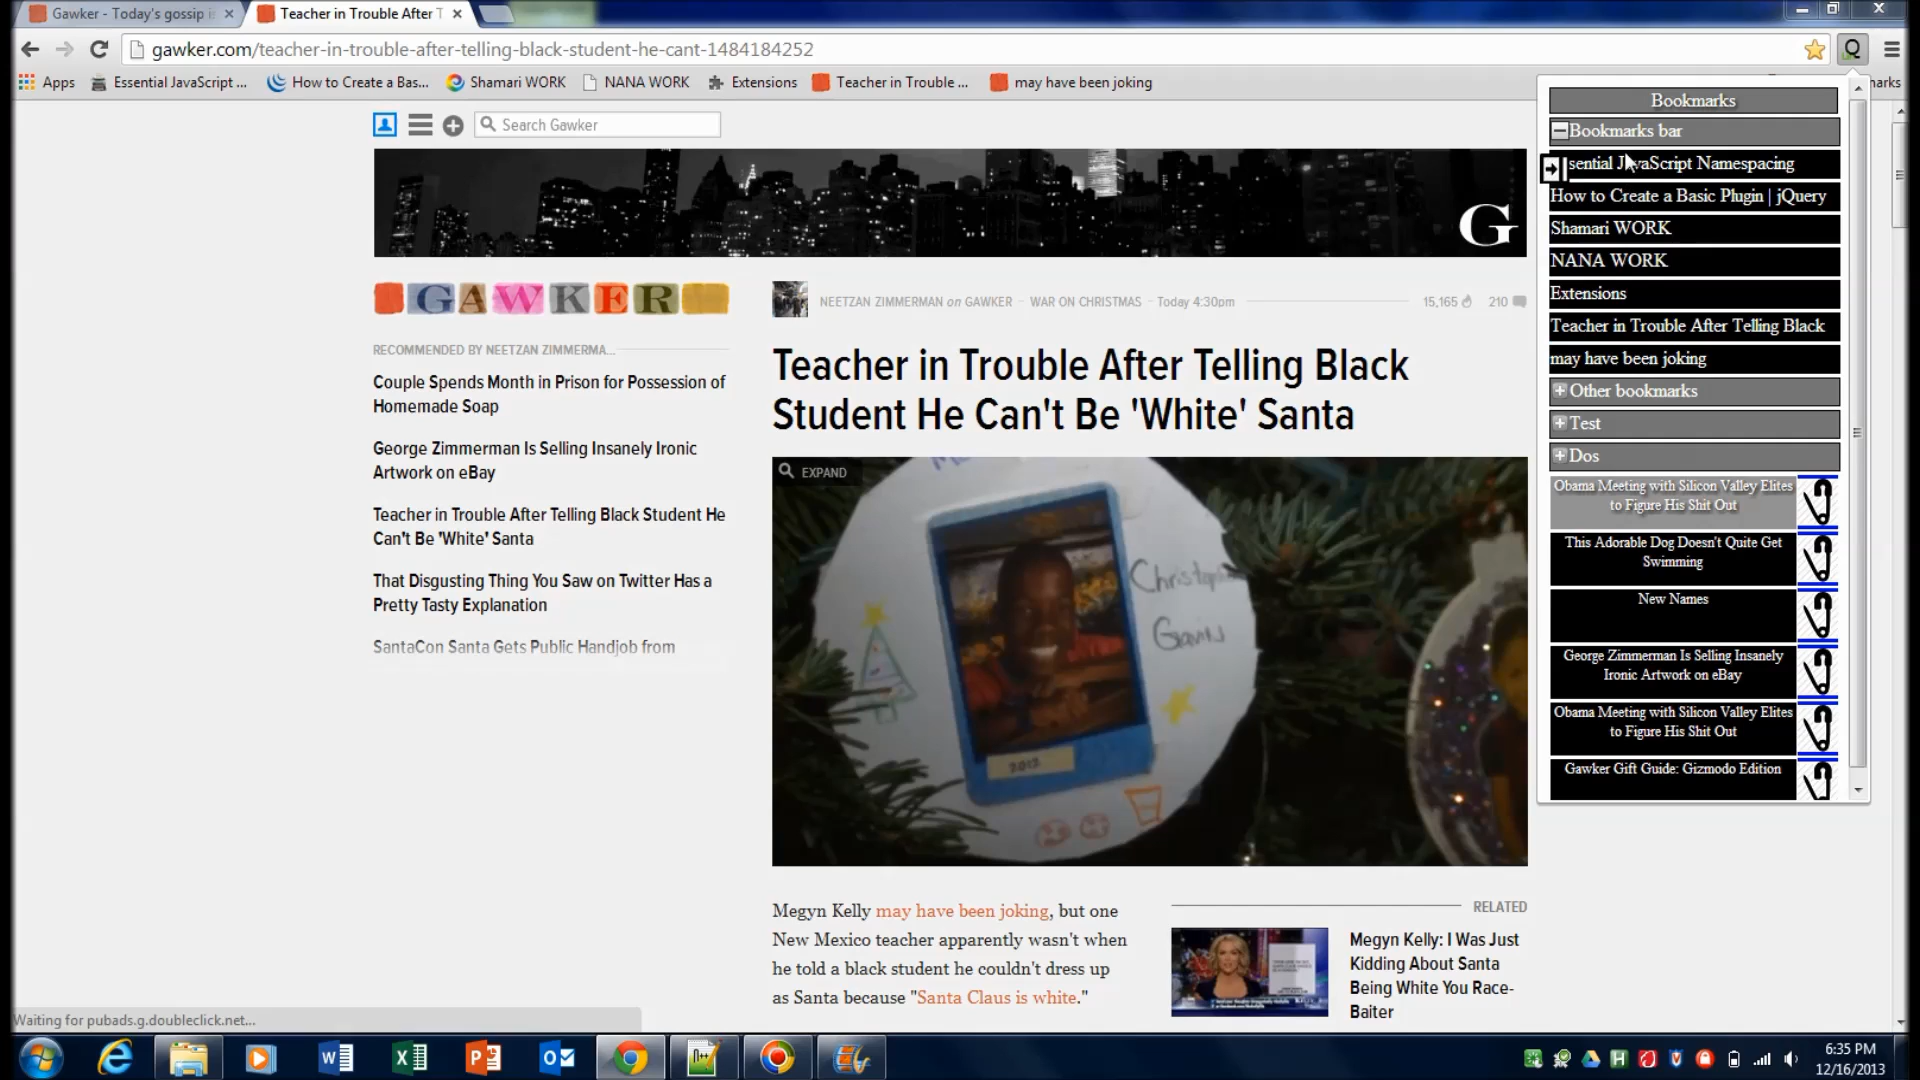 Gawker - Today's gossip i
Teacher in Trouble After T
gawker.com/teacher-in-trouble-after-telling-black-student-he-cant-1484184252
Q
Apps
Essential JavaScript ...
How to Create a Bas...
Shamari WORK
NANA WORK
Extensions
Teacher in Trouble ...
may have been joking
narks
Search Gawker
G
GAWKER
RECOMMENDED BY NEETZAN ZIMMERMA...
Couple Spends Month in Prison for Possession of
Homemade Soap
George Zimmerman Is Selling Insanely Ironic
Artwork on eBay
Teacher in Trouble After Telling Black Student He
Can't Be 'White' Santa
That Disgusting Thing You Saw on Twitter Has a
Pretty Tasty Explanation
SantaCon Santa Gets Public Handjob from
NEETZAN ZIMMERMAN on GAWKER
WAR ON CHRISTMAS
Today 4:30pm
15,165
210
Teacher in Trouble After Telling Black
Student He Can't Be 'White' Santa
EXPAND
Gavins
2012
Megyn Kelly may have been joking, but one
New Mexico teacher apparently wasn't when
he told a black student he couldn't dress up
as Santa because "Santa Claus is white."
RELATED
Megyn Kelly: I Was Just
Kidding About Santa
Being White You Race-
Baiter
Bookmarks
Bookmarks bar
sential JavaScript Namespacing
How to Create a Basic Plugin | jQuery
Shamari WORK
NANA WORK
Extensions
Teacher in Trouble After Telling Black
may have been joking
Other bookmarks
Test
Dos
Obama Meeting with Silicon Valley Elites
to Figure His Shit Out
This Adorable Dog Doesn't Quite Get
Swimming
New Names
George Zimmerman Is Selling Insanely
Ironic Artwork on eBay
Obama Meeting with Silicon Valley Elites
to Figure His Shit Out
Gawker Gift Guide: Gizmodo Edition
Waiting for pubads.g.doubleclick.net...
6:35 PM
12/16/2013